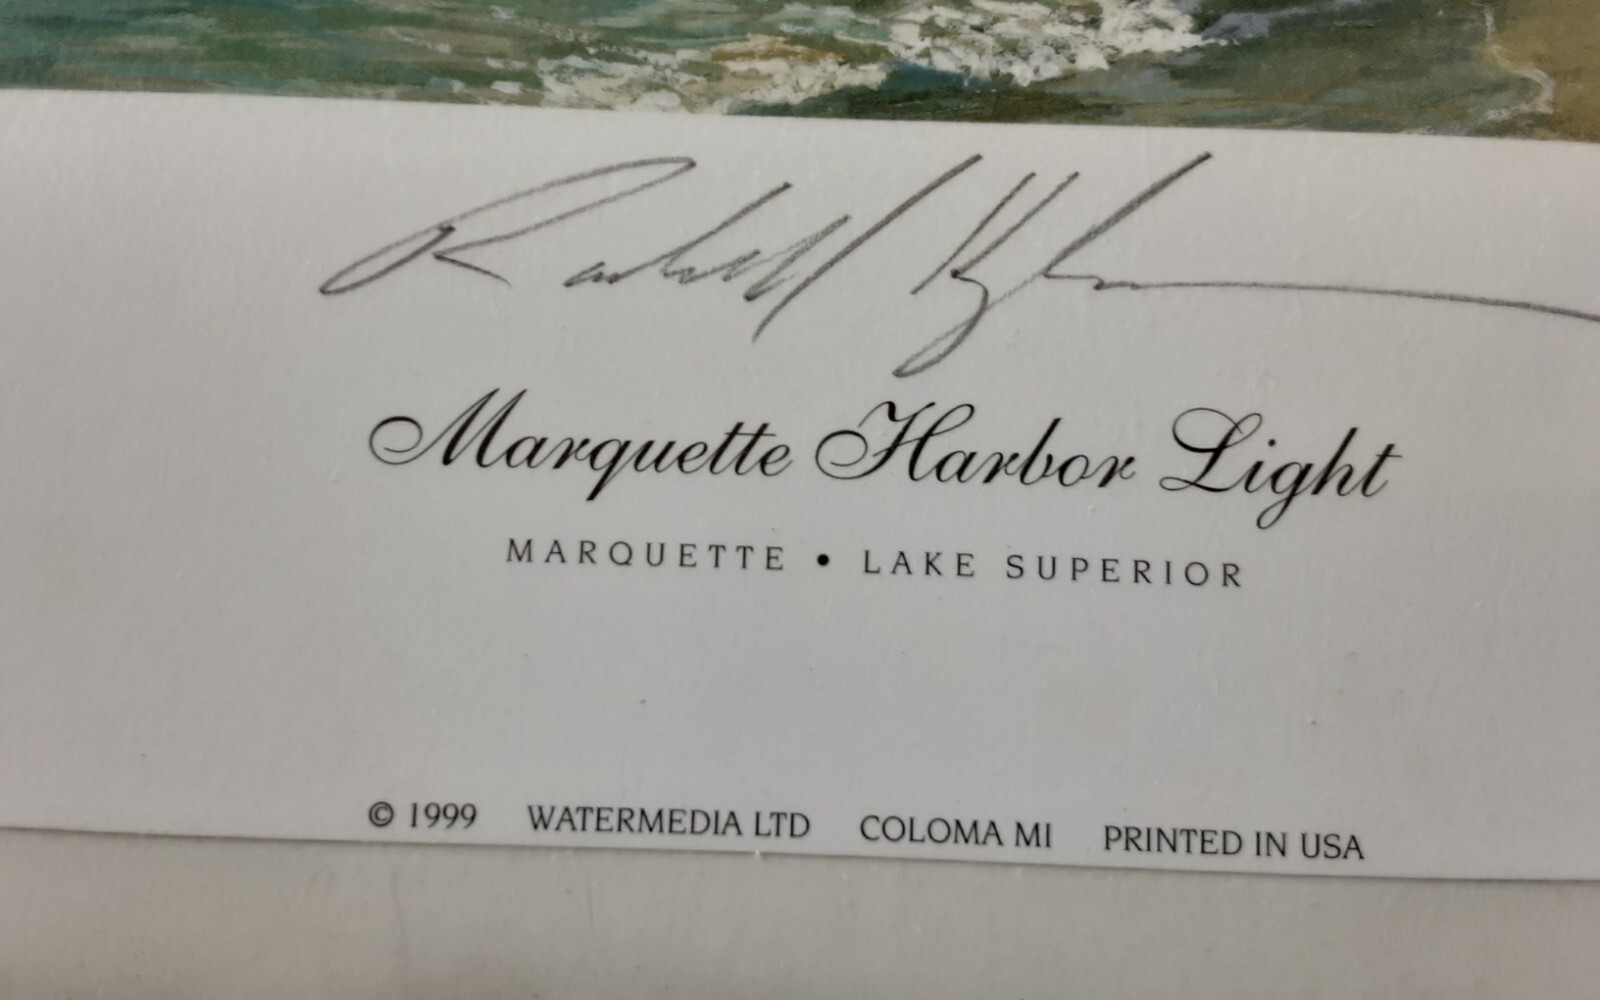 Marquette Harbor Light
MARQUETTE • LAKE SUPERIOR
© 1999 WATERMEDIA LTD COLOMA MI PRINTED IN USA